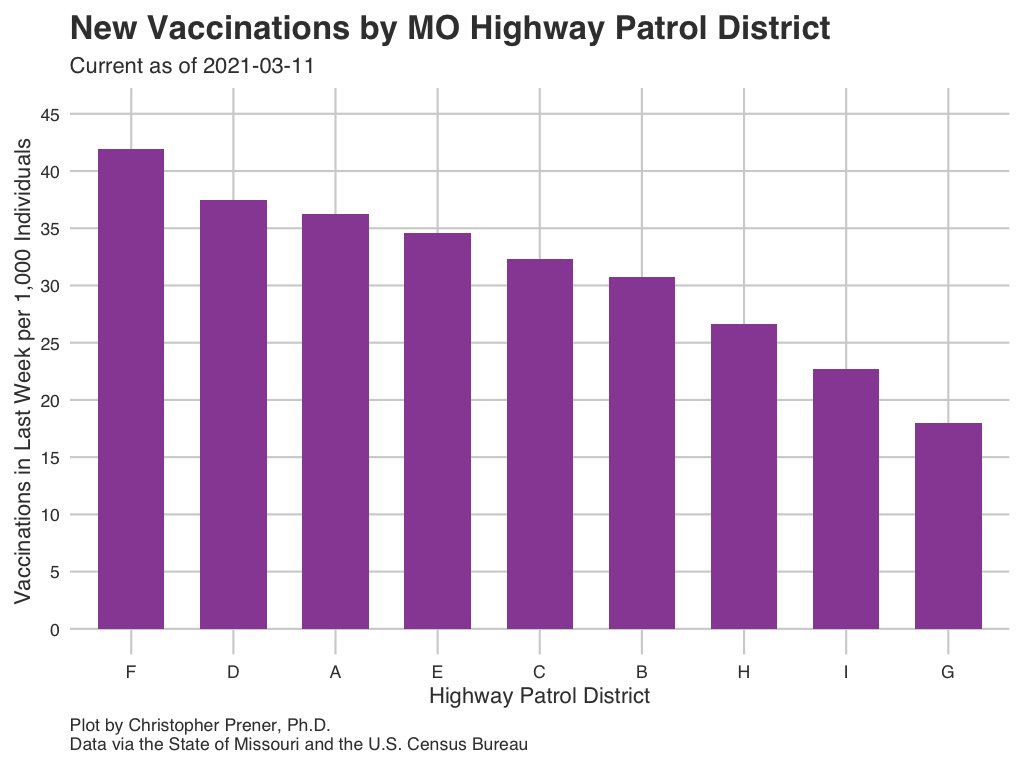 New Vaccinations by MO Highway Patrol District
Current as of 2021-03-11
Vaccinations in Last Week per 1,000 Individuals
45
40
35
30
25
20
15
10
5
0
F D A E C B H I G
Highway Patrol District
Plot by Christopher Prener, Ph.D.
Data via the State of Missouri and the U.S. Census Bureau